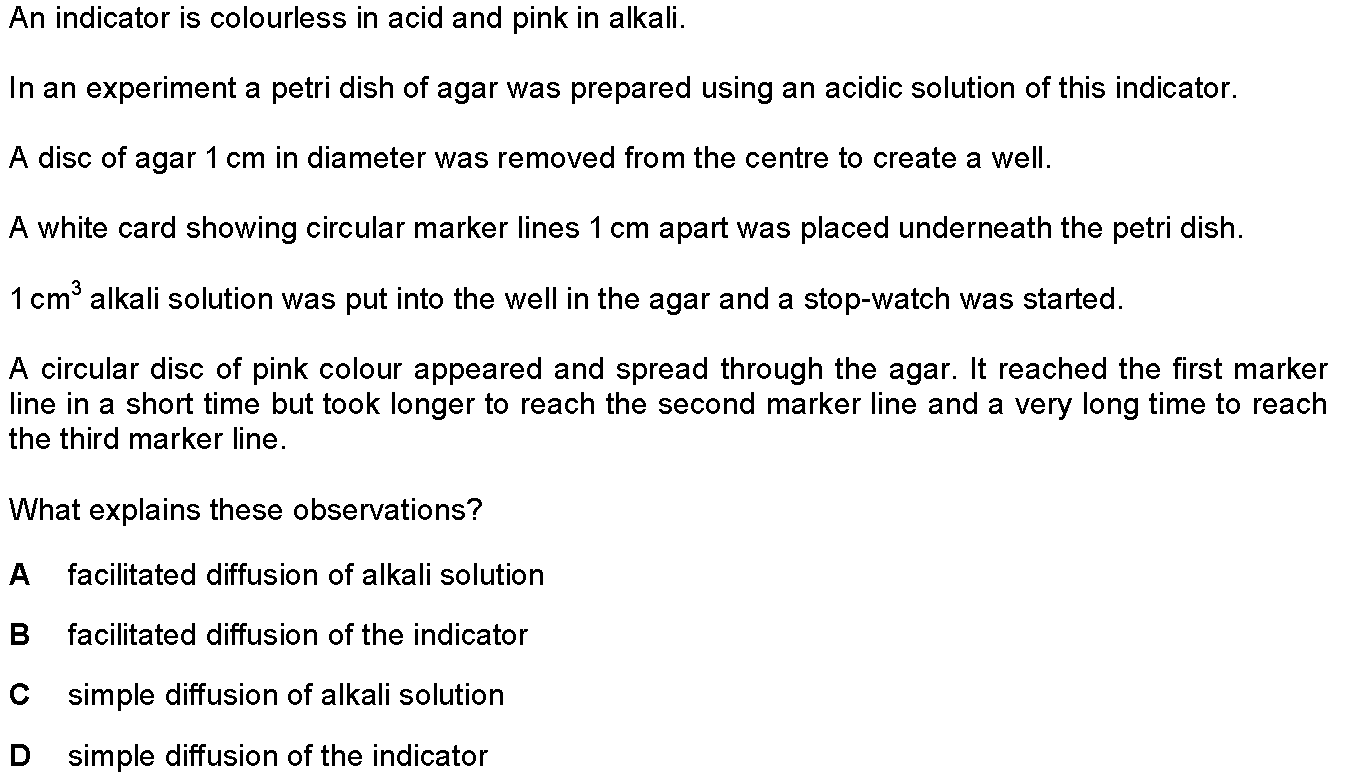 An indicator is colourless in acid and pink in alkali.
In an experiment a petri dish of agar was prepared using an acidic solution of this indicator.
A disc of agar 1 cm in diameter was removed from the centre to create a well.
A white card showing circular marker lines 1 cm apart was placed underneath the petri dish.
1 cm³ alkali solution was put into the well in the agar and a stop-watch was started.
A circular disc of pink colour appeared and spread through the agar. It reached the first marker
line in a short time but took longer to reach the second marker line and a very long time to reach
the third marker line.
What explains these observations?
A facilitated diffusion of alkali solution
B facilitated diffusion of the indicator
C simple diffusion of alkali solution
D simple diffusion of the indicator